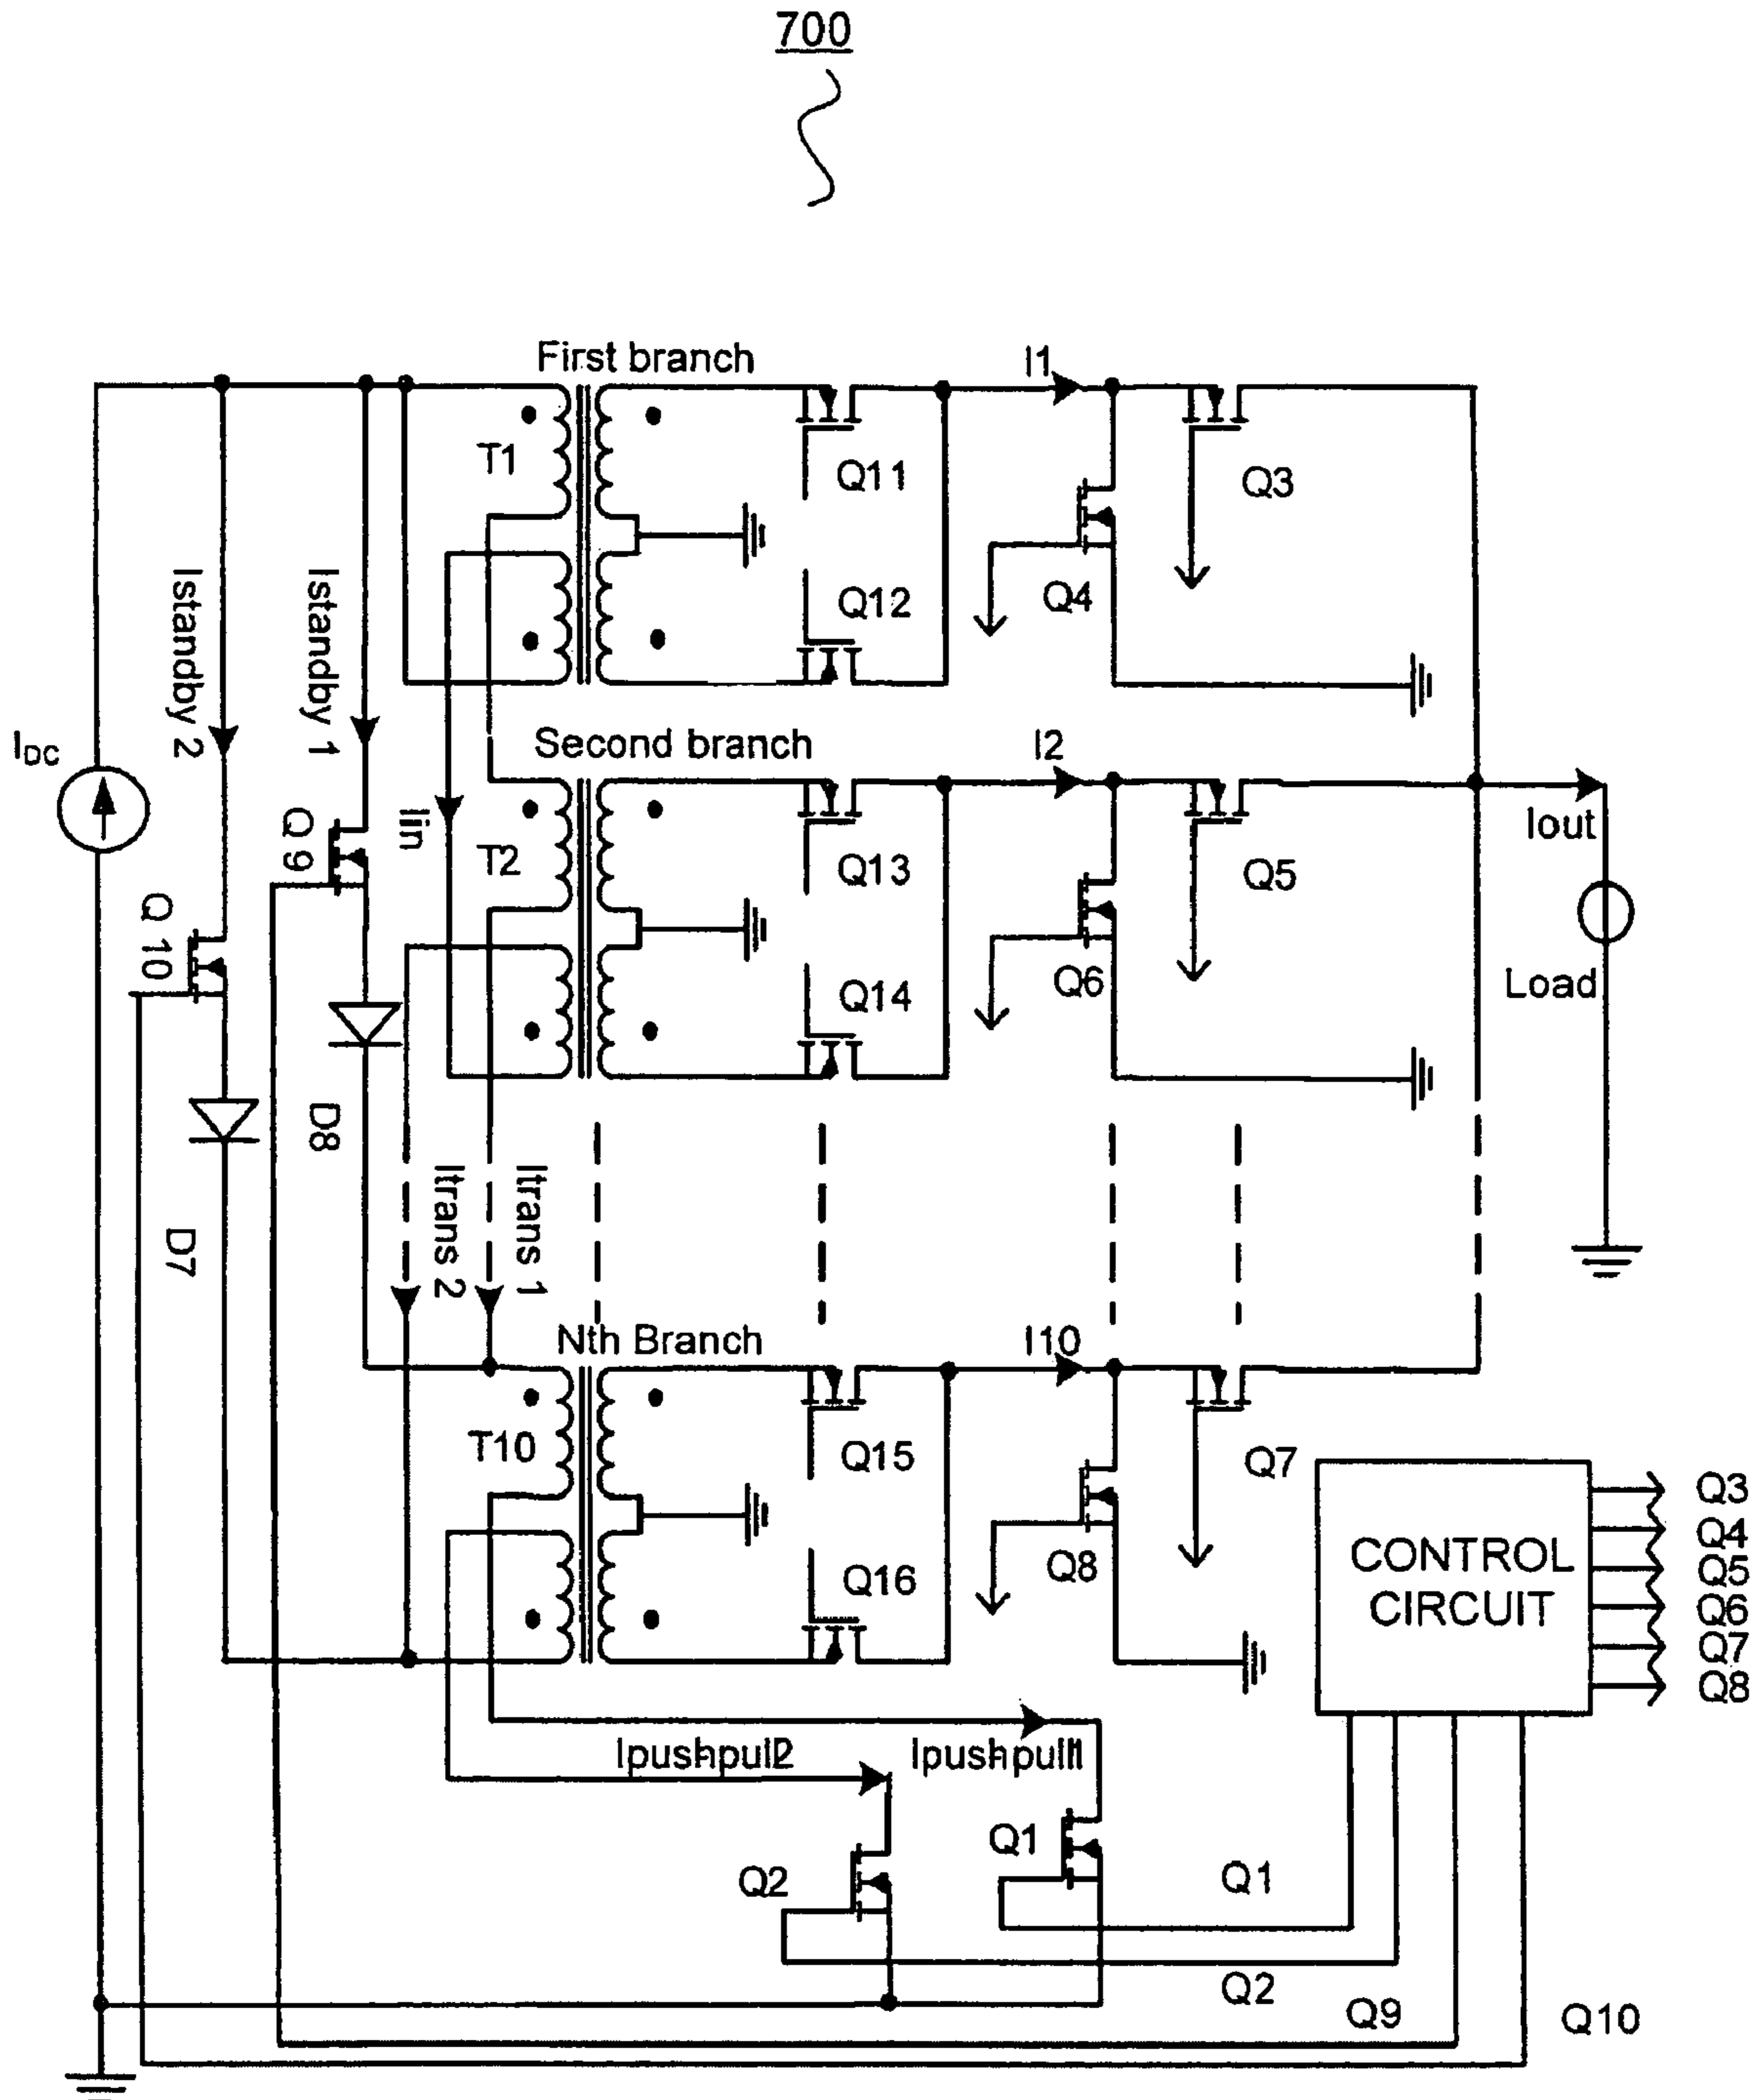 700
First branch
I1
T1
Q11
Q3
Q12
Q4
Istandby 2
Istandby 1
IDC
Second branch
I2
Iin
Q 9
T2
Q13
Q5
Iout
Q 10
Q14
Q6
Load
D8
D7
Itrans 2
Itrans 1
Nth Branch
I10
T10
Q15
Q7
Q16
Q8
CONTROL
CIRCUIT
Q3
Q4
Q5
Q6
Q7
Q8
Ipushpull2
Ipushpull1
Q2
Q1
Q1
Q2
Q9
Q10